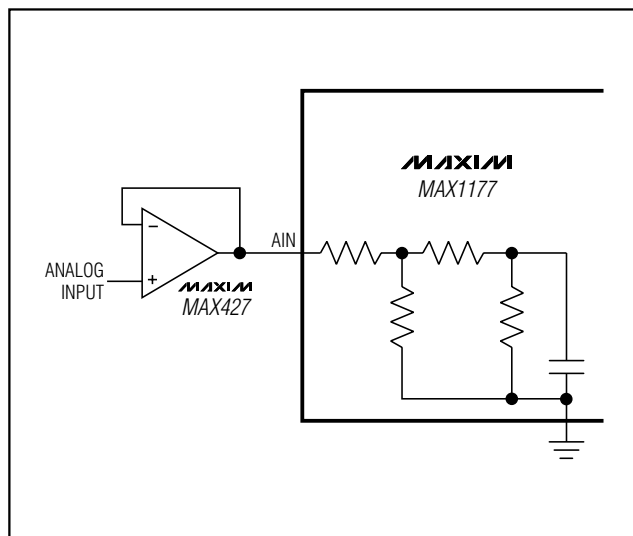 MAXIM
MAX1177
AIN
−
ANALOG
INPUT
+
MAXIM
MAX427